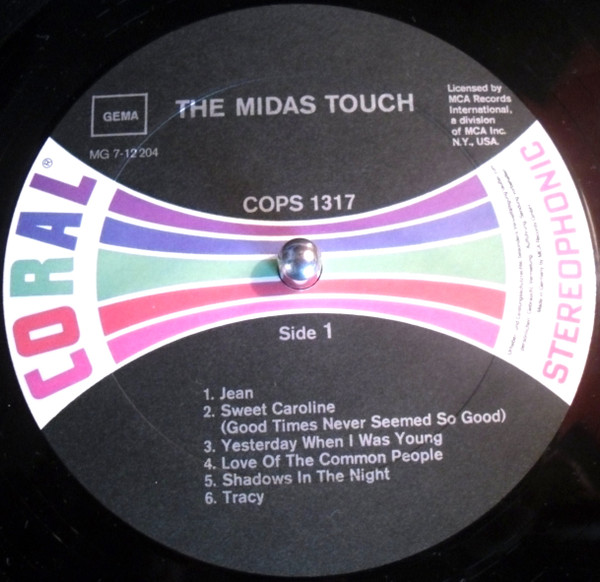 GEMA
MG 7-12 204
THE MIDAS TOUCH
Licensed by
MCA Records
International,
a division
of MCA Inc.
N.Y., USA.
CORAL®
STEREOPHONIC
COPS 1317
Side 1
1. Jean
2. Sweet Caroline
(Good Times Never Seemed So Good)
3. Yesterday When I Was Young
4. Love Of The Common People
5. Shadows In The Night
6. Tracy